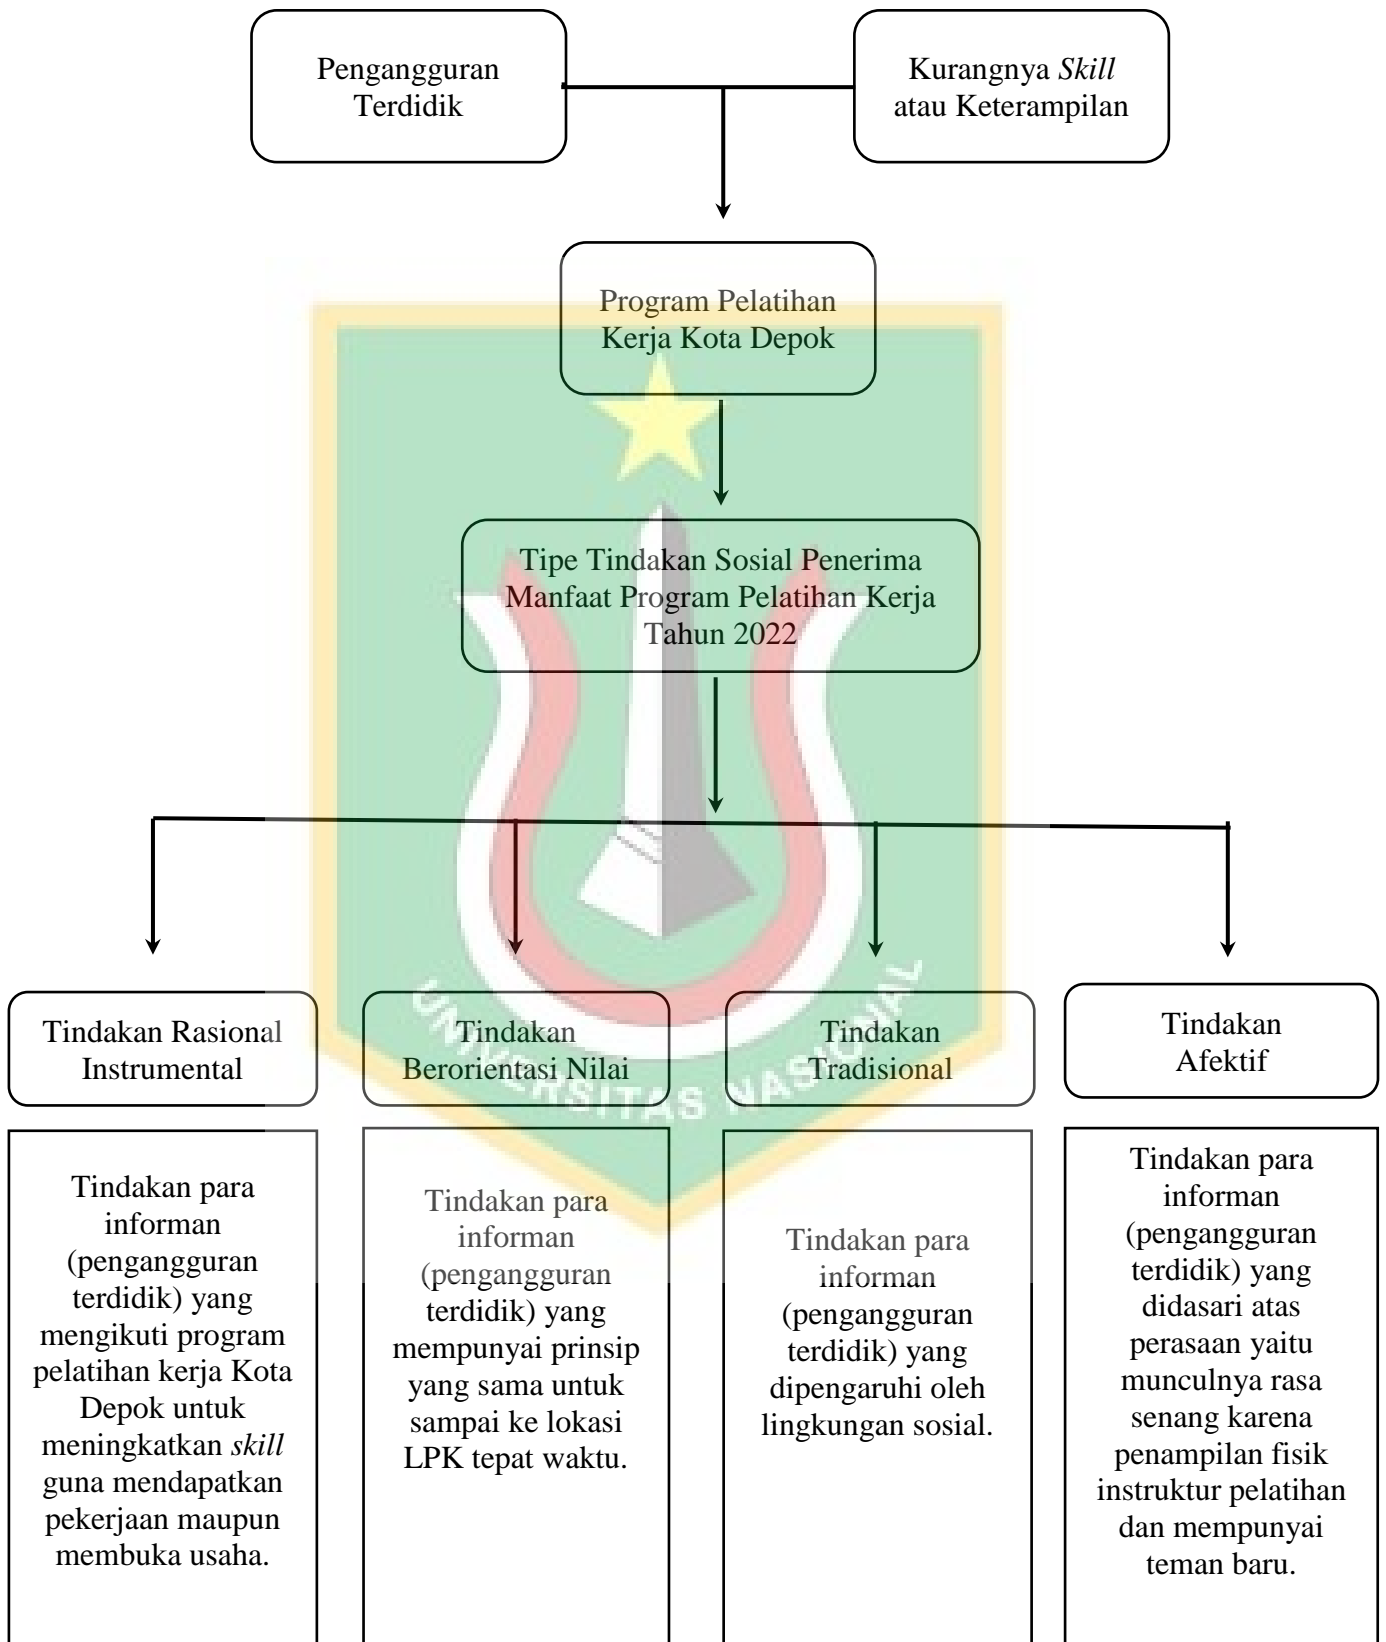 Pengangguran
Terdidik
Kurangnya Skill
atau Keterampilan
Program Pelatihan
Kerja Kota Depok
Tipe Tindakan Sosial Penerima
Manfaat Program Pelatihan Kerja
Tahun 2022
Tindakan Rasional
Instrumental
Tindakan
Berorientasi Nilai
Tindakan
Tradisional
Tindakan
Afektif
UNIVERSITAS NASIONAL
Tindakan para
informan
(pengangguran
terdidik) yang
mengikuti program
pelatihan kerja Kota
Depok untuk
meningkatkan skill
guna mendapatkan
pekerjaan maupun
membuka usaha.
Tindakan para
informan
(pengangguran
terdidik) yang
mempunyai prinsip
yang sama untuk
sampai ke lokasi
LPK tepat waktu.
Tindakan para
informan
(pengangguran
terdidik) yang
dipengaruhi oleh
lingkungan sosial.
Tindakan para
informan
(pengangguran
terdidik) yang
didasari atas
perasaan yaitu
munculnya rasa
senang karena
penampilan fisik
instruktur pelatihan
dan mempunyai
teman baru.